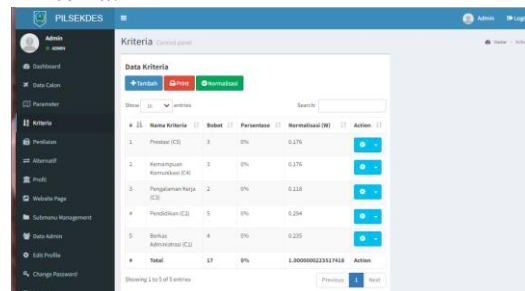 PILSEKDES
Admin
Logo
Admin
ADMIN
Kriteria Control panel
Home
Dashboard
Data Calon
Parameter
Kriteria
Penilaian
Alternatif
Profil
Website Page
Submenu Management
Data Admin
Edit Profile
Change Password
Data Kriteria
+Tambah Print Normalisasi
Show 10 entries Search:
# Nama Kriteria Bobot Persentase Normalisasi (W) Action
1 Prestasi (C5) 3 0% 0.176
2 Kemampuan Komunikasi (C4) 3 0% 0.176
3 Pengalaman Kerja (C3) 2 0% 0.118
4 Pendidikan (C2) 5 0% 0.294
5 Berkas Administrasi (C1) 4 0% 0.235
# Total 17 0% 1.0000000223517418 Action
Showing 1 to 5 of 5 entries
Previous 1 Next